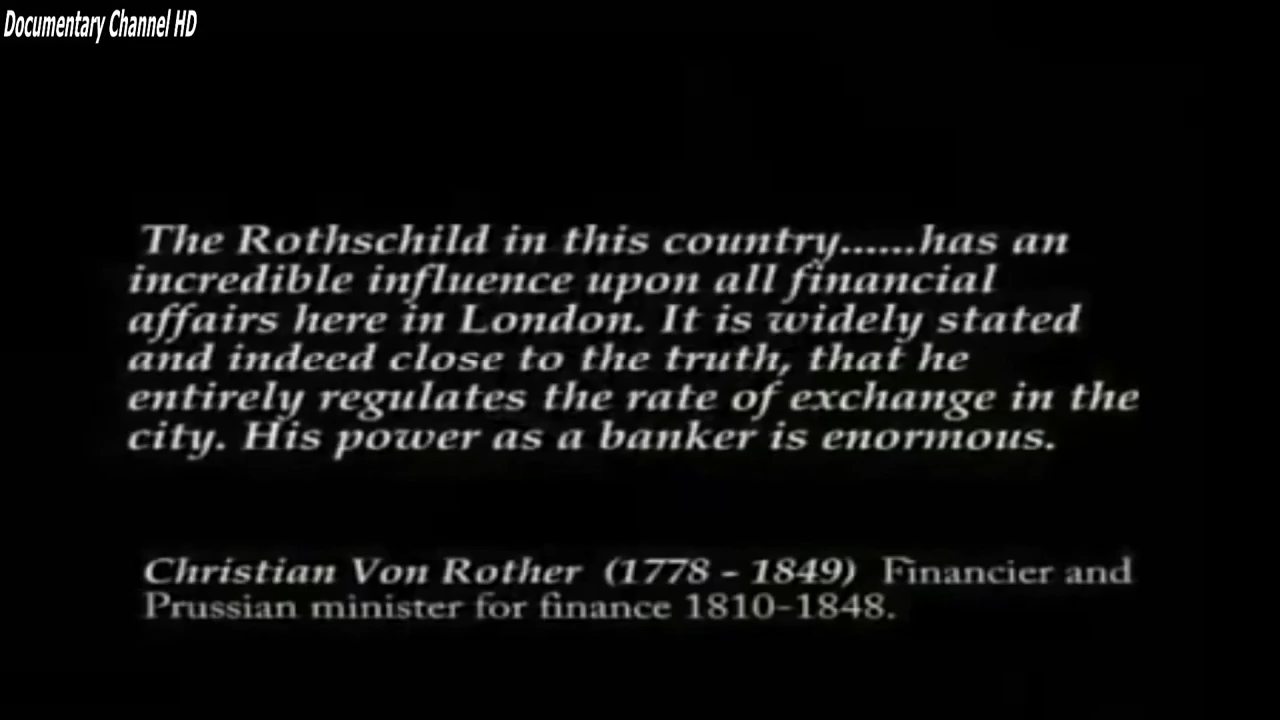 Documentary Channel HD
The Rothschild in this country......has an
incredible influence upon all financial
affairs here in London. It is widely stated
and indeed close to the truth, that he
entirely regulates the rate of exchange in the
city. His power as a banker is enormous.
Christian Von Rother (1778 - 1849) Financier and
Prussian minister for finance 1810-1848.